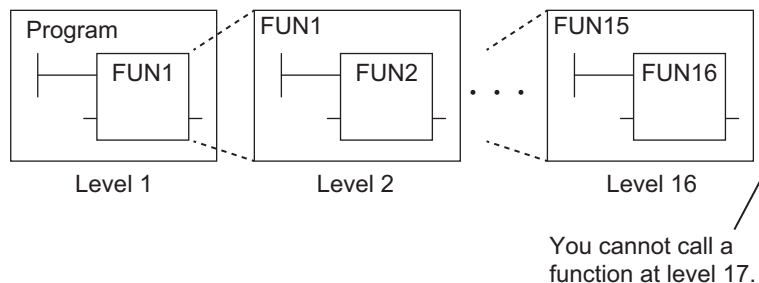 Program
FUN1
FUN1
FUN2
. . .
FUN15
FUN16
Level 1
Level 2
Level 16
You cannot call a
function at level 17.